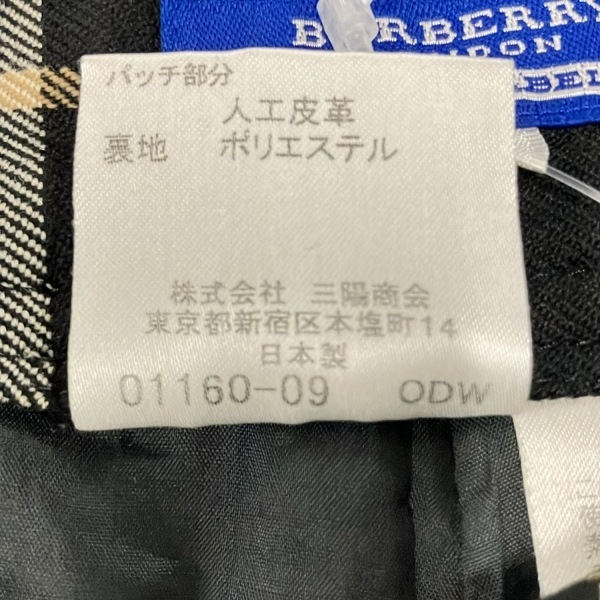 BURBERRY
LONDON
パッチ部分
人工皮革
裏地 ポリエステル
株式会社 三陽商会
東京都新宿区本塩町14
日本製
01160-09 ODW